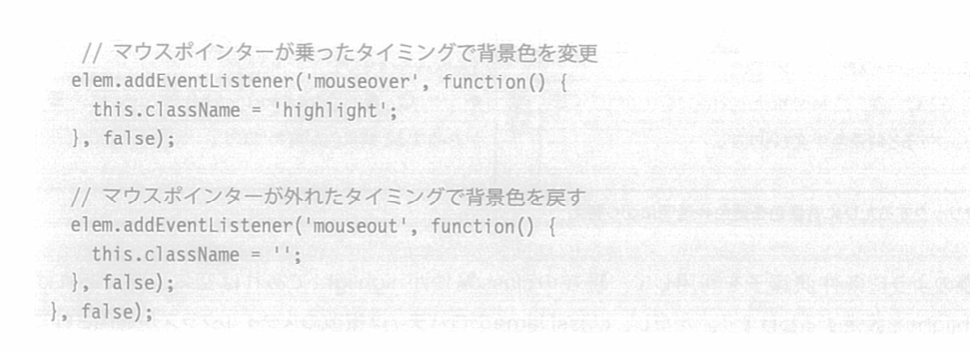 // マウスポインターが乗ったタイミングで背景色を変更
elem.addEventListener('mouseover', function() {
this.className = 'highlight';
}, false);
// マウスポインターが外れたタイミングで背景色を戻す
elem.addEventListener('mouseout', function() {
this.className = '';
}, false);
}, false);